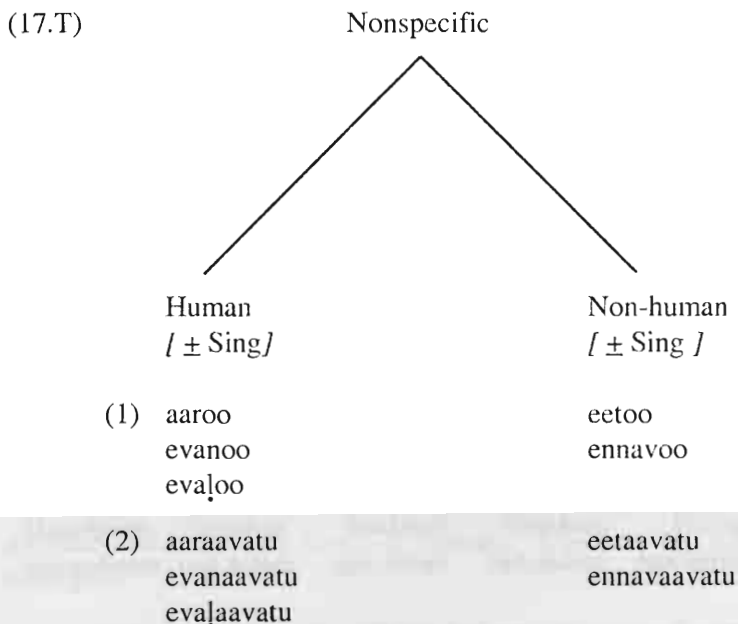 (17.T) Nonspecific
Human Non-human
[ ± Sing] [ ± Sing ]
(1) aaroo eetoo
evanoo ennavoo
evaḷoo
(2) aaraavatu eetaavatu
evanaavatu ennavaavatu
evaḷaavatu